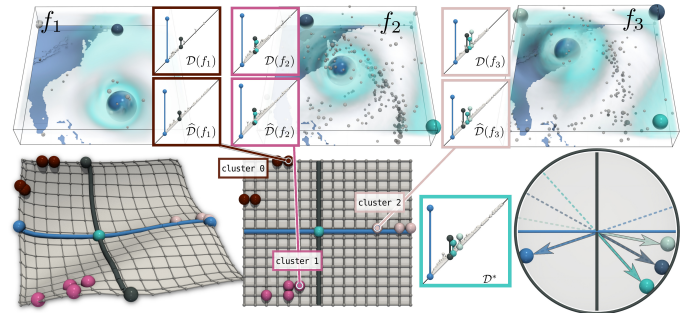 f₁
f₂
f₃
𝒟(f₁)
𝒟(f₂)
𝒟(f₃)
𝒟̂(f₁)
𝒟̂(f₂)
𝒟̂(f₃)
cluster 0
cluster 2
cluster 1
𝒟*